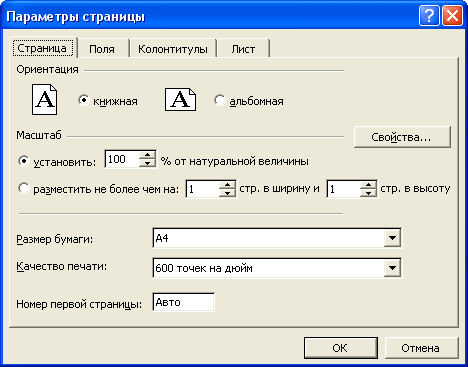 Параметры страницы
Страница Поля Колонтитулы Лист
Ориентация
A книжная A альбомная
Масштаб
Свойства...
установить: 100 % от натуральной величины
разместить не более чем на: 1 стр. в ширину и 1 стр. в высоту
Размер бумаги: A4
Качество печати: 600 точек на дюйм
Номер первой страницы: Авто
OK Отмена